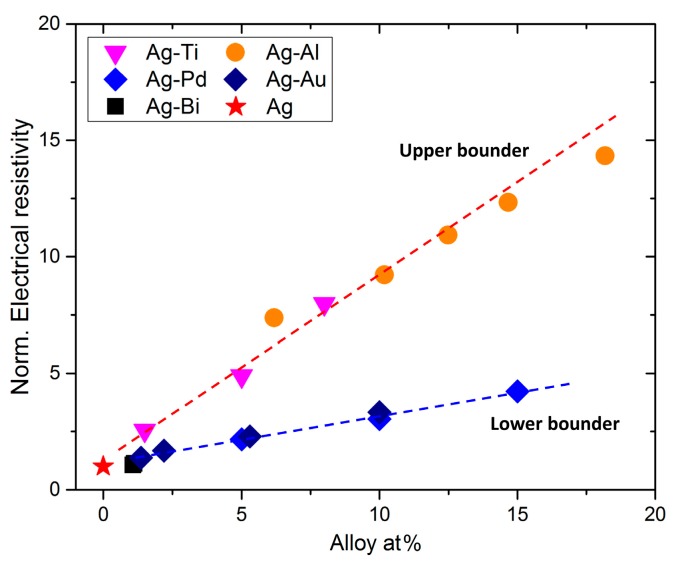 20
15
10
5
0
Norm. Electrical resistivity
Ag-Ti Ag-Al
Ag-Pd Ag-Au
Ag-Bi Ag
Upper bounder
Lower bounder
0 5 10 15 20
Alloy at%